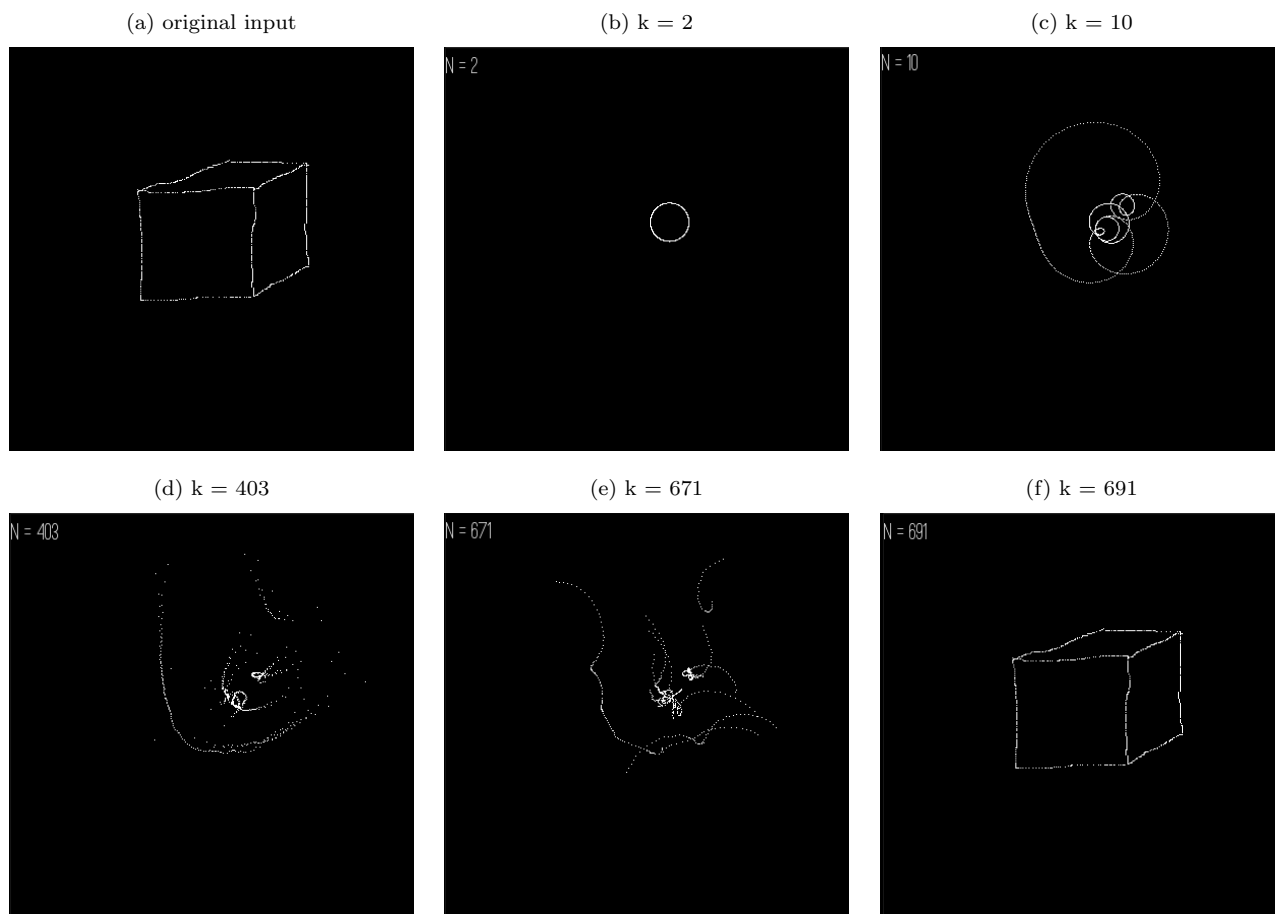 (a) original input
(b) k = 2
(c) k = 10
N = 2
N = 10
(d) k = 403
(e) k = 671
(f) k = 691
N = 403
N = 671
N = 691